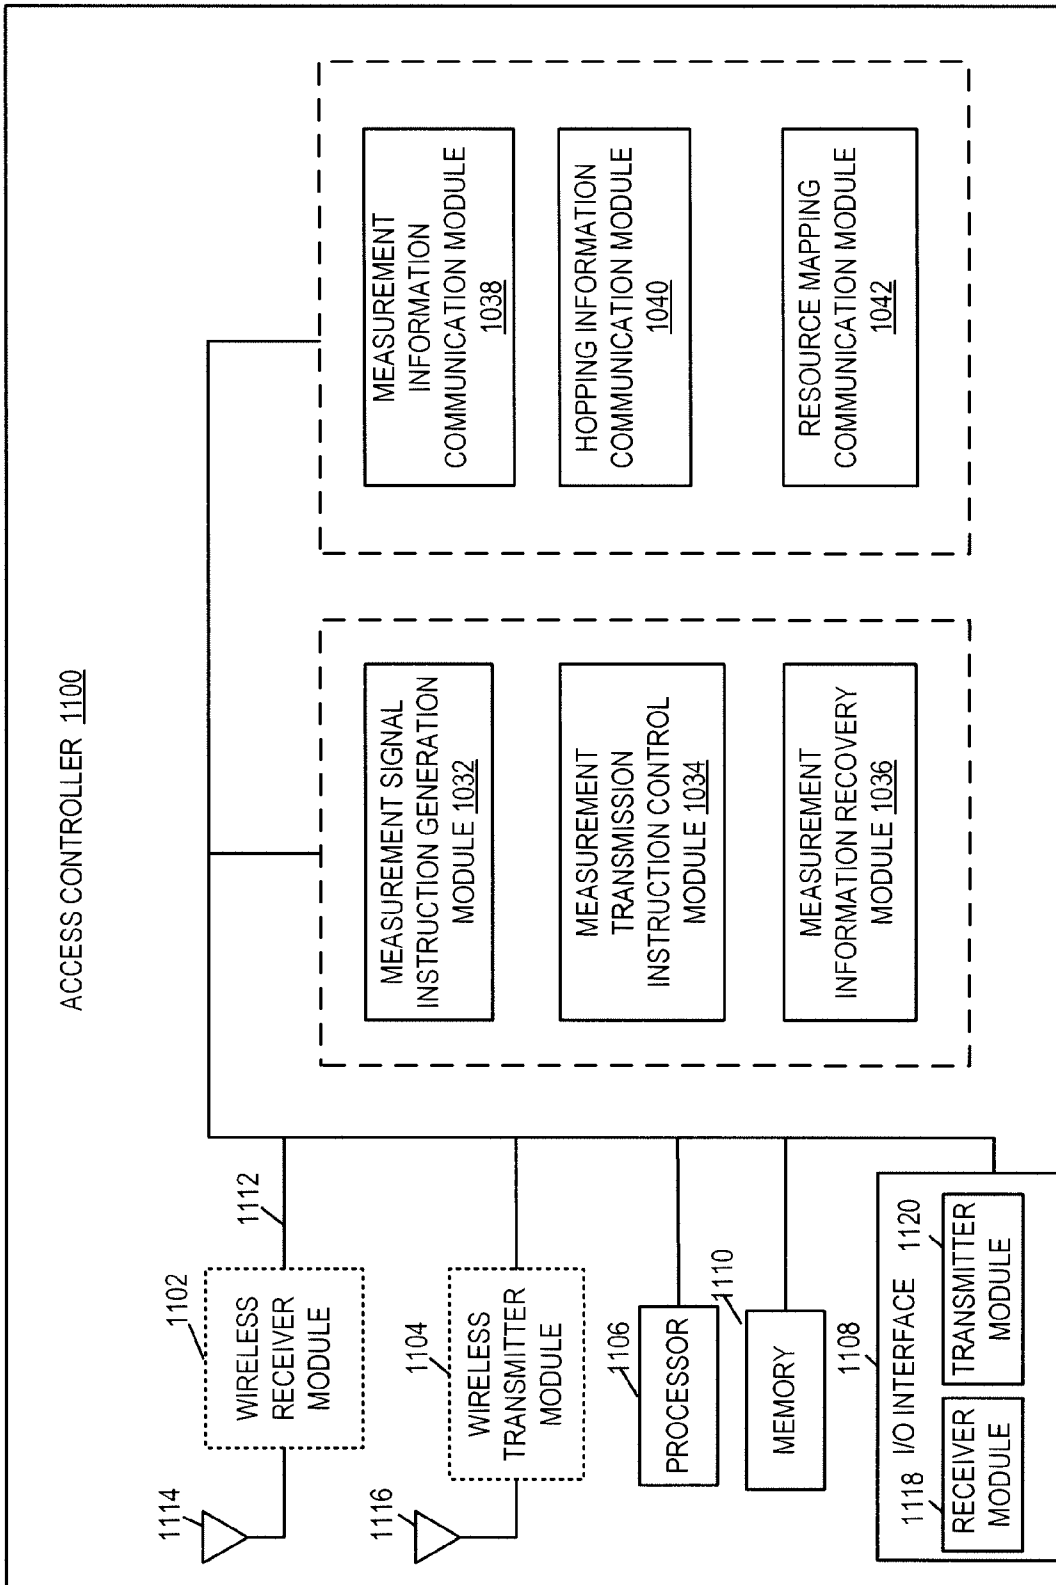 ACCESS CONTROLLER 1100
1114
1102
WIRELESS
RECEIVER
MODULE
1112
1116
1104
WIRELESS
TRANSMITTER
MODULE
1106
PROCESSOR
1110
MEMORY
1108
I/O INTERFACE
1118
RECEIVER
MODULE
1120
TRANSMITTER
MODULE
MEASUREMENT SIGNAL
INSTRUCTION GENERATION
MODULE 1032
MEASUREMENT
TRANSMISSION
INSTRUCTION CONTROL
MODULE 1034
MEASUREMENT
INFORMATION RECOVERY
MODULE 1036
MEASUREMENT
INFORMATION
COMMUNICATION MODULE
1038
HOPPING INFORMATION
COMMUNICATION MODULE
1040
RESOURCE MAPPING
COMMUNICATION MODULE
1042